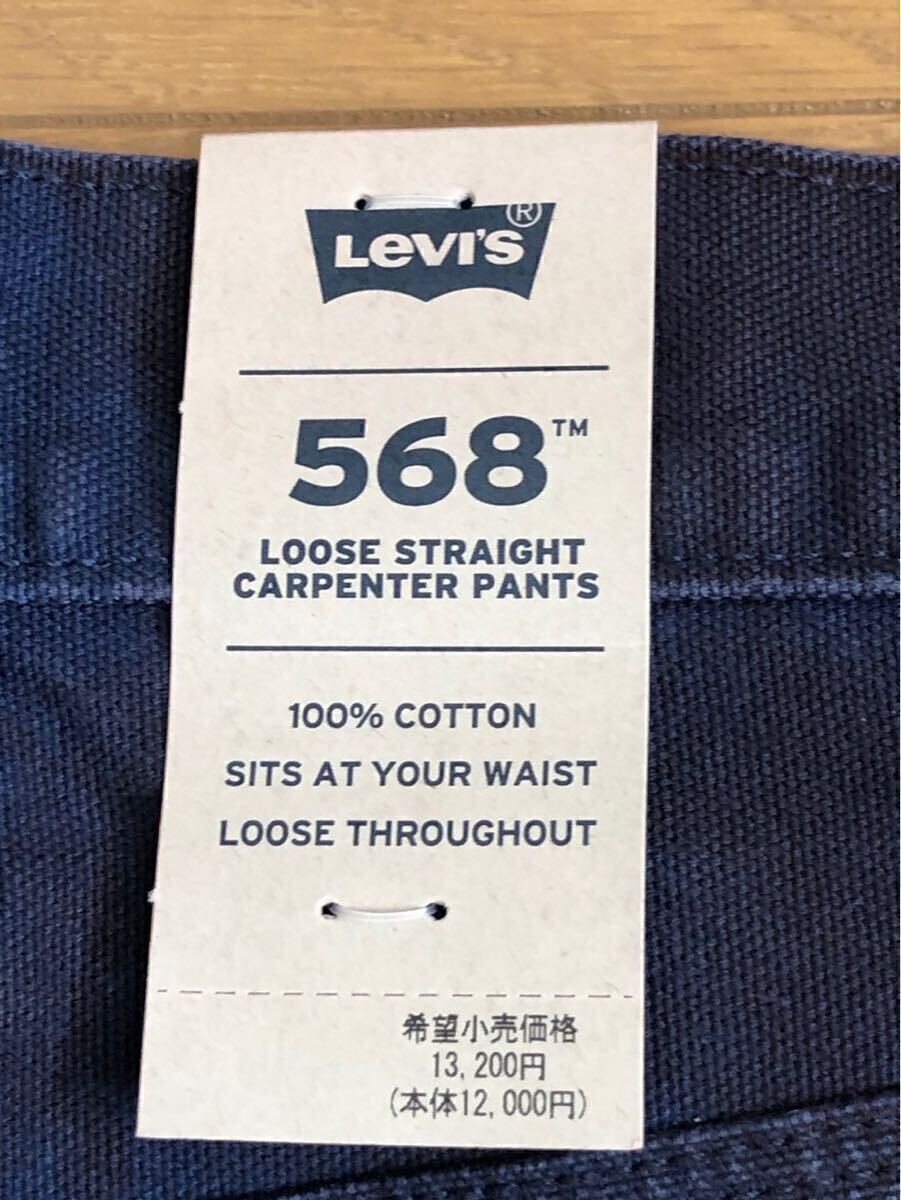 LEVI'S®
568™
LOOSE STRAIGHT
CARPENTER PANTS
100% COTTON
SITS AT YOUR WAIST
LOOSE THROUGHOUT
希望小売価格
13,200円
(本体12,000円)